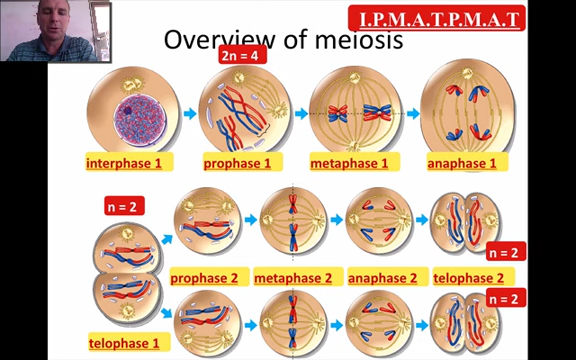 I.P.M.A.T.P.M.A.T
Overview of meiosis
2n = 4
interphase 1
prophase 1
metaphase 1
anaphase 1
n = 2
n = 2
prophase 2
metaphase 2
anaphase 2
telophase 2
n = 2
telophase 1